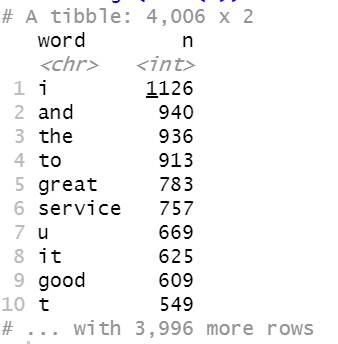 # A tibble: 4,006 x 2
word n
<chr> <int>
1 i 1126
2 and 940
3 the 936
4 to 913
5 great 783
6 service 757
7 u 669
8 it 625
9 good 609
10 t 549
# ... with 3,996 more rows